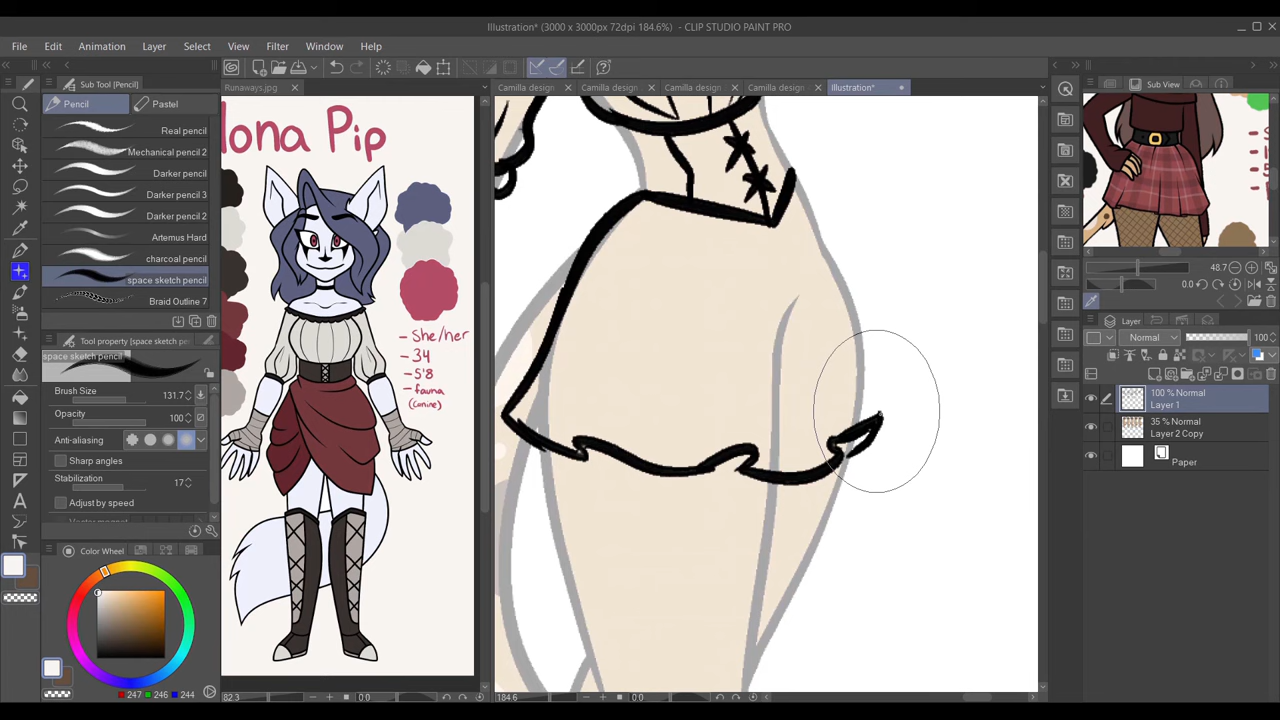 Illustration* (3000 x 3000px 72dpi 184.6%) - CLIP STUDIO PAINT PRO
File Edit Animation Layer Select View Filter Window Help
Sub Tool [Pencil]
Runaways.jpg
Camilla design
Camilla design
Camilla design
Camilla design
Illustration*
Sub View
Pencil
Pastel
Real pencil
Mechanical pencil 2
Darker pencil
Darker pencil 3
Darker pencil 2
Artemus Hard
charcoal pencil
space sketch pencil
Braid Outline 7
Tool property [space sketch pen
space sketch pencil
Brush Size 131.7
Opacity 100
Anti-aliasing
Sharp angles
Stabilization 17
Adjust by speed
Color Wheel
121 246 244
lona Pip
- She/her
- 34
- 5'8
- fauna
(canine)
82.3
0.0
184.6
0.0
48.7
0.0
Layer
Normal
100
100 % Normal
Layer 1
35 % Normal
Layer 2 Copy
Paper